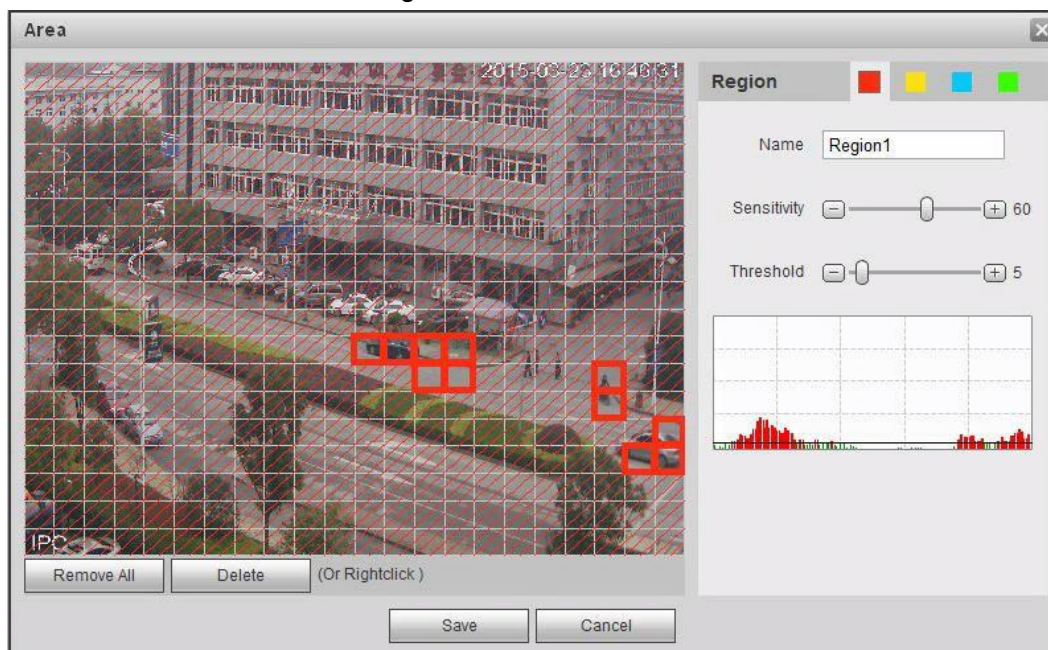 Area
2015-03-23 16:43:31
Region
Name Region1
Sensitivity 60
Threshold 5
IPC
Remove All Delete (Or Rightclick )
Save Cancel